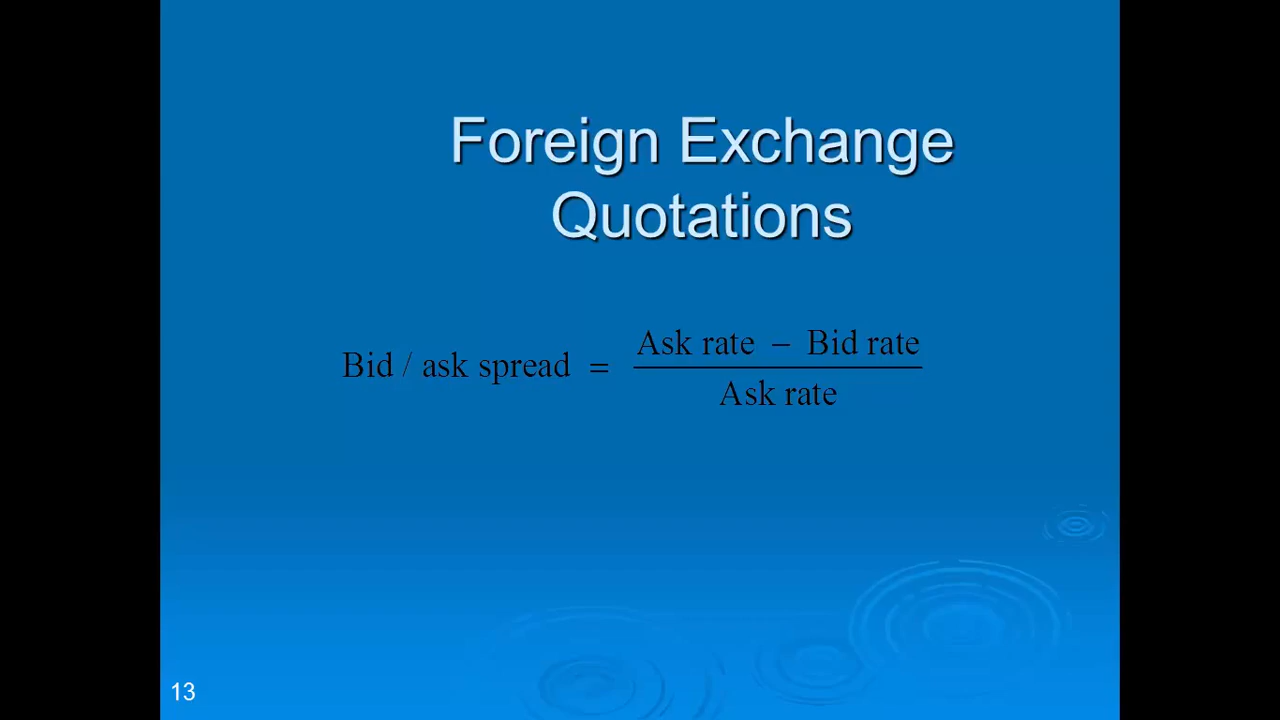 Foreign Exchange
Quotations
Bid / ask spread = Ask rate − Bid rate
Ask rate
13